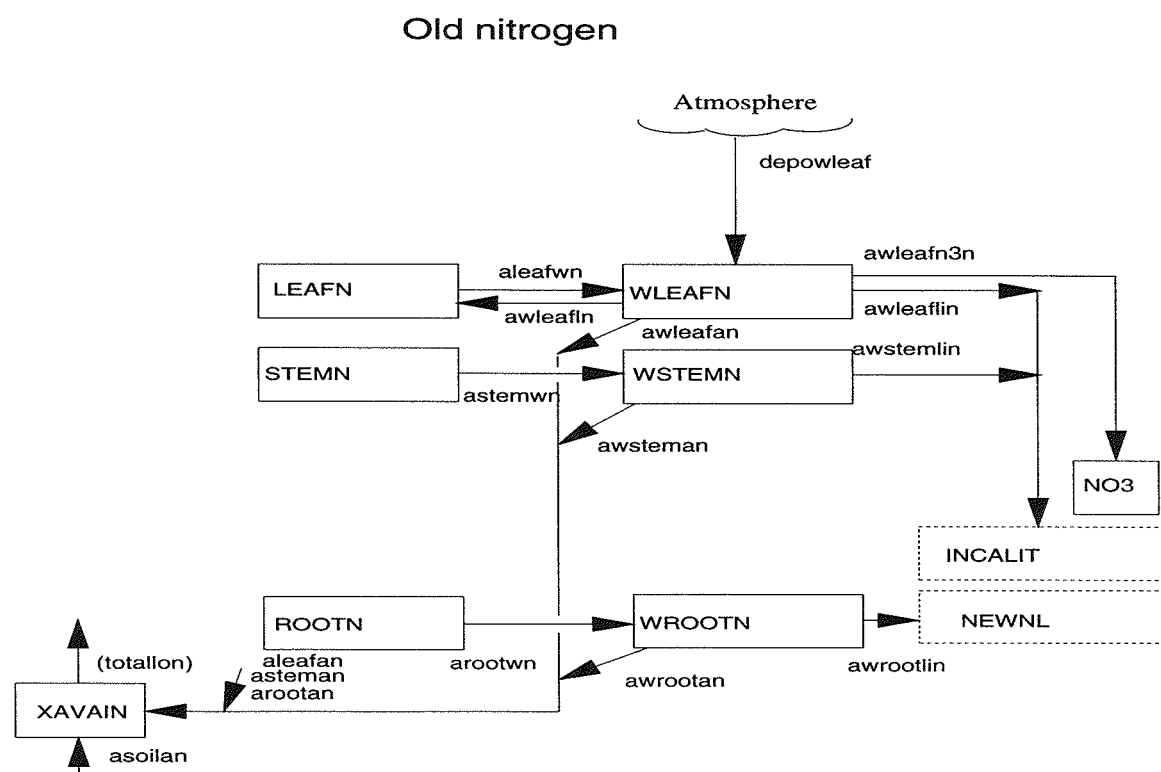 Old nitrogen
Atmosphere
depowleaf
awleafn3n
aleafwn
LEAFN
WLEAFN
awleafln
awleaflin
awleafan
awstemlin
STEMN
WSTEMN
astemwn
awsteman
NO3
INCALIT
NEWNL
ROOTN
WROOTN
(totallon)
aleafan
asteman
arootan
arootwn
awrootan
awrootlin
XAVAIN
asoilan